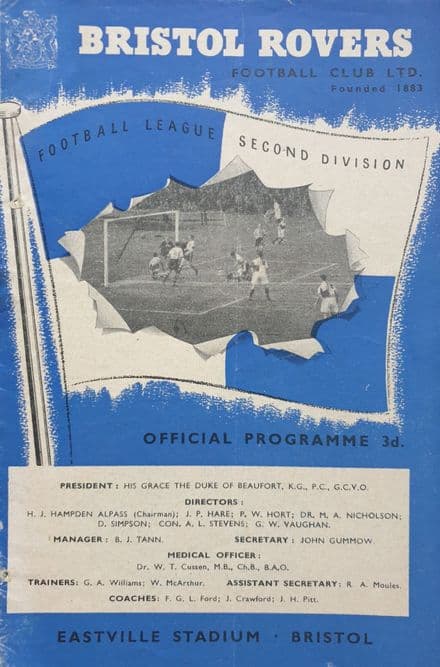 BRISTOL ROVERS
FOOTBALL CLUB LTD.
Founded 1883
FOOTBALL LEAGUE SECOND DIVISION
OFFICIAL PROGRAMME 3d.
PRESIDENT : HIS GRACE THE DUKE OF BEAUFORT, K.G., P.C., G.C.V.O.
DIRECTORS :
H. J. HAMPDEN ALPASS (Chairman); J. P. HARE; P. W. HORT; DR. M. A. NICHOLSON;
D. SIMPSON; CON. A. L. STEVENS; G. W. VAUGHAN.
MANAGER : B. J. TANN. SECRETARY : JOHN GUMMOW.
MEDICAL OFFICER :
Dr. W. T. Cussen, M.B., Ch.B., B.A.O.
TRAINERS: G. A. Williams; W. McArthur. ASSISTANT SECRETARY: R. A. Moules.
COACHES: F. G. L. Ford; J. Crawford; J. H. Pitt.
EASTVILLE STADIUM · BRISTOL